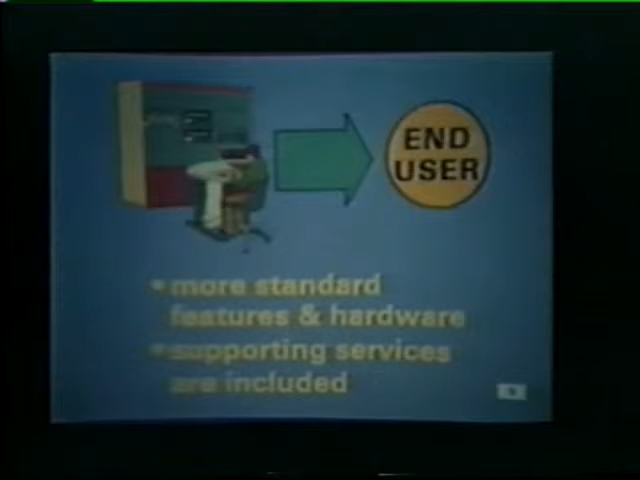 END
USER
• more standard
features & hardware
• supporting services
are included